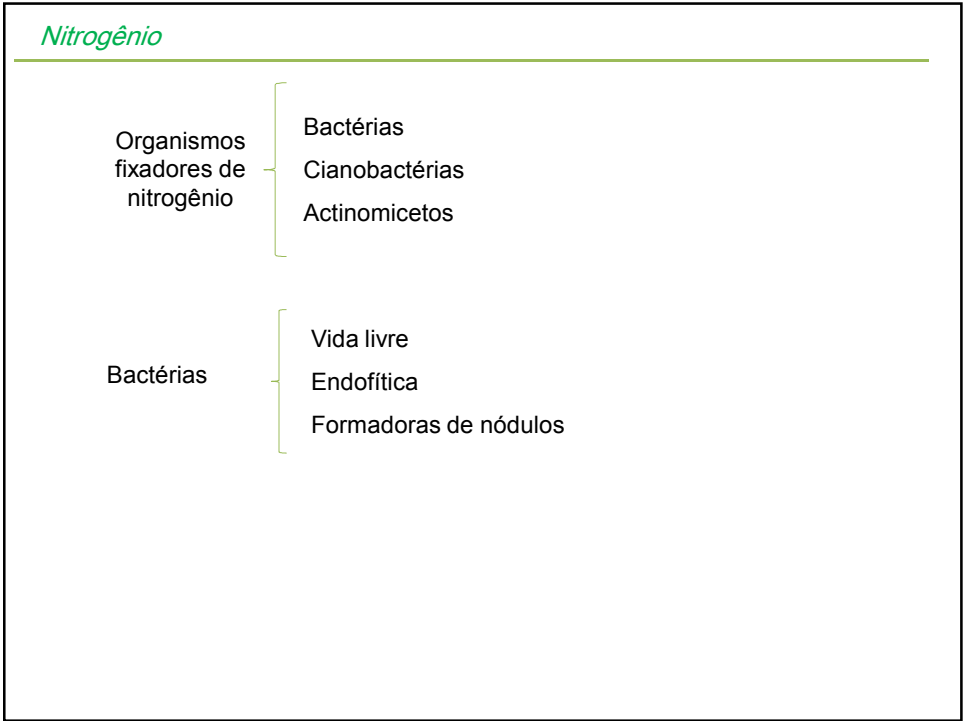 Nitrogênio
Organismos
fixadores de
nitrogênio
Bactérias
Cianobactérias
Actinomicetos
Bactérias
Vida livre
Endofítica
Formadoras de nódulos